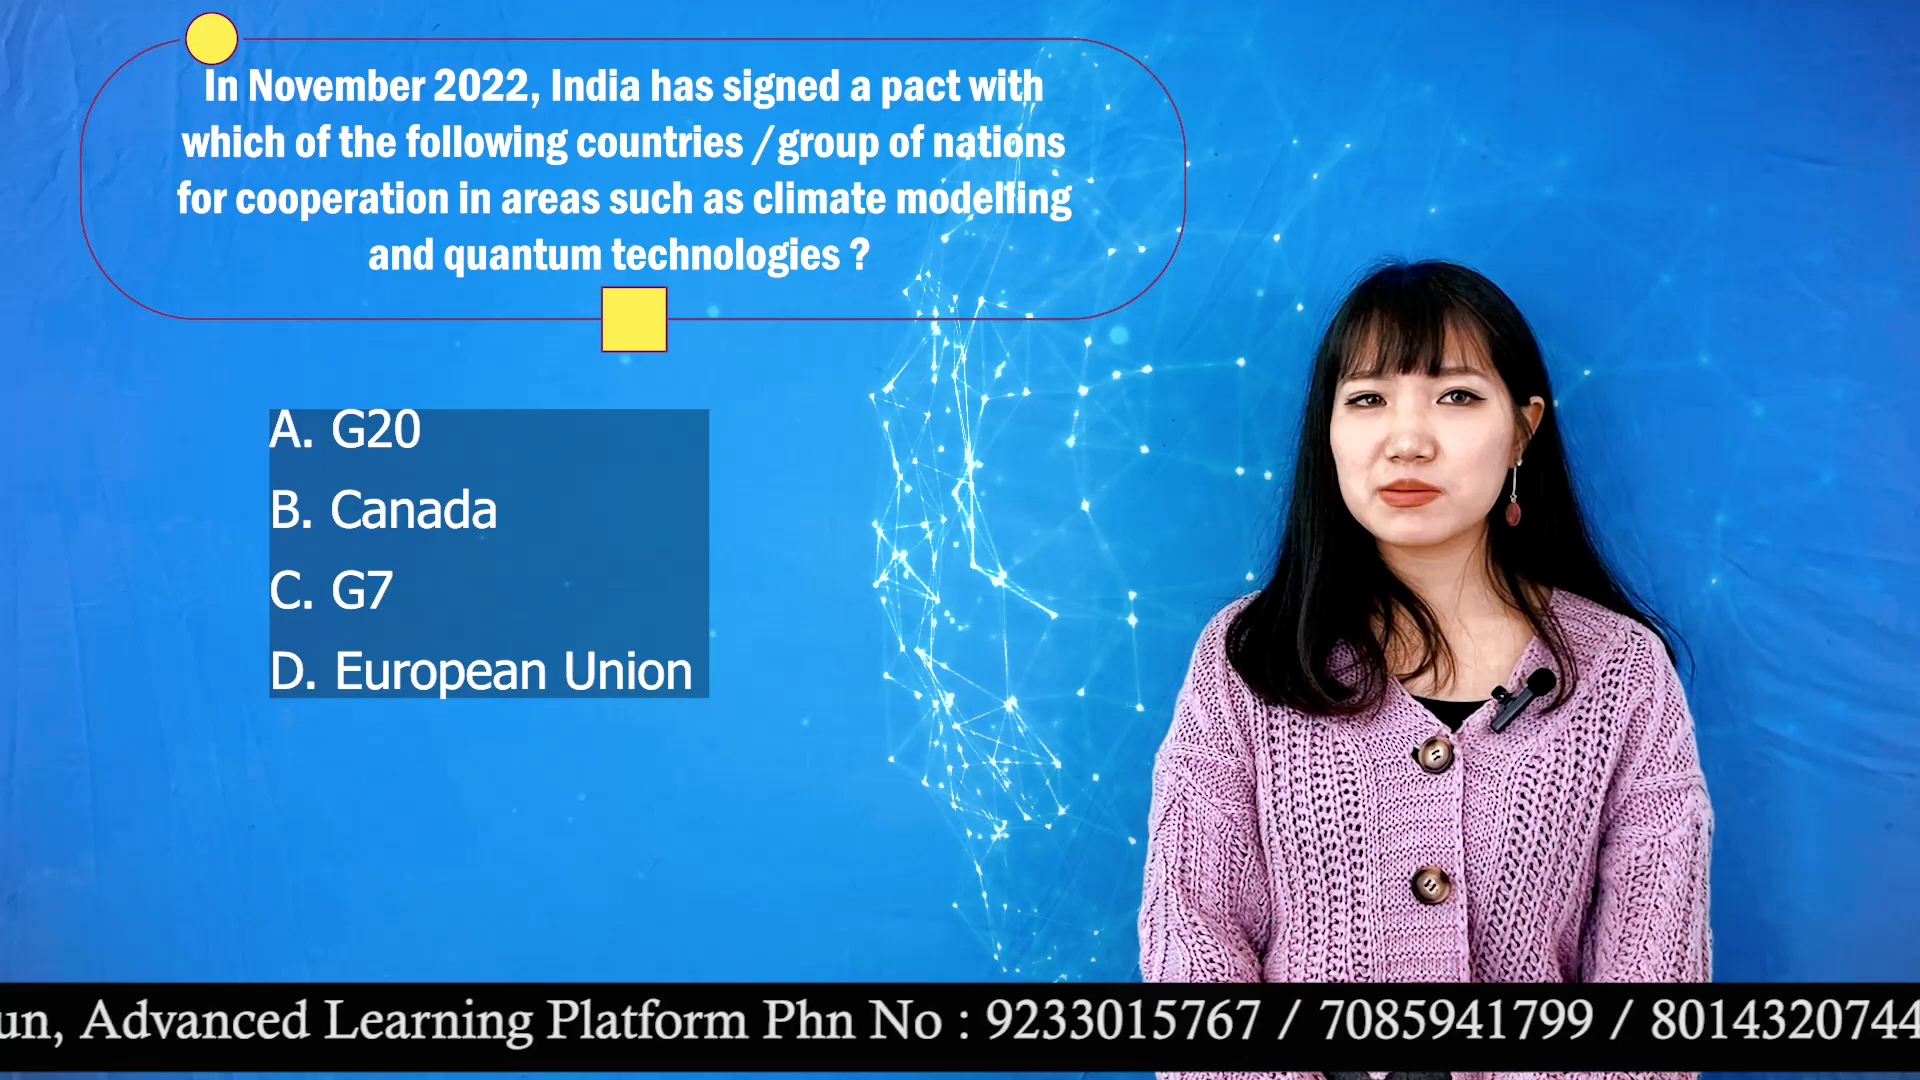 In November 2022, India has signed a pact with
which of the following countries /group of nations
for cooperation in areas such as climate modelling
and quantum technologies ?
A. G20
B. Canada
C. G7
D. European Union
un, Advanced Learning Platform Phn No : 9233015767 / 7085941799 / 8014320744